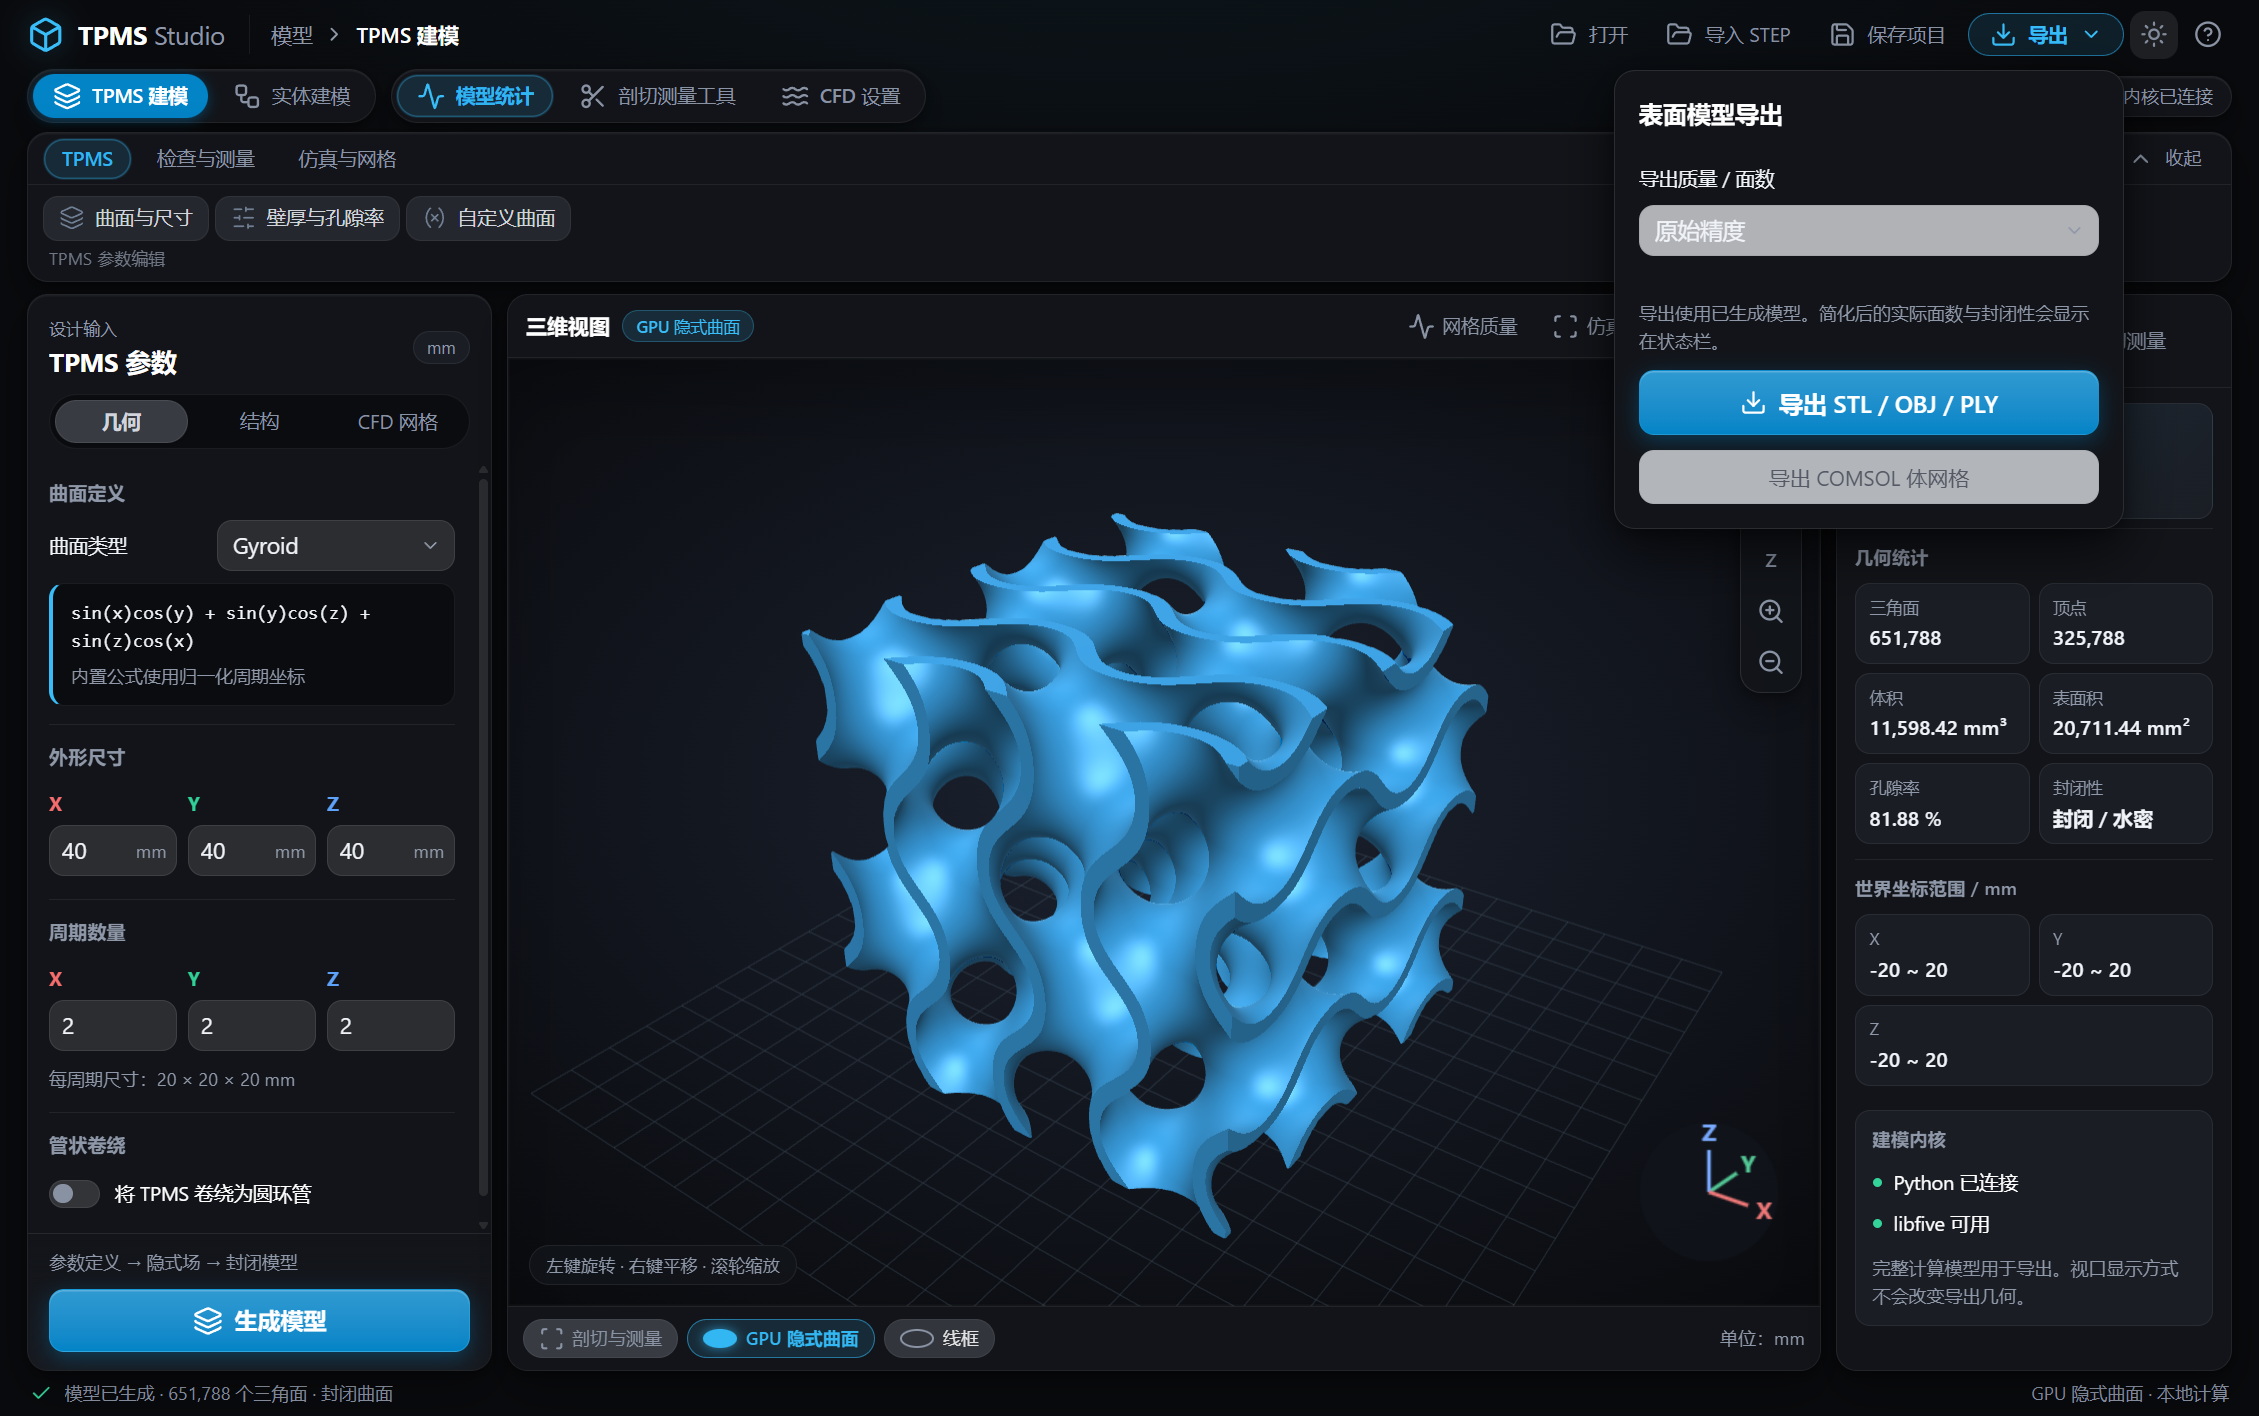 TPMS Studio
模型 > TPMS 建模
打开
导入 STEP
保存项目
导出
TPMS 建模
实体建模
模型统计
剖切测量工具
CFD 设置
内核已连接
TPMS
检查与测量
仿真与网格
收起
曲面与尺寸
壁厚与孔隙率
自定义曲面
TPMS 参数编辑
表面模型导出
导出质量 / 面数
原始精度
导出使用已生成模型。简化后的实际面数与封闭性会显示
在状态栏。
导出 STL / OBJ / PLY
导出 COMSOL 体网格
设计输入
TPMS 参数
mm
几何
结构
CFD 网格
曲面定义
曲面类型
Gyroid
sin(x)cos(y) + sin(y)cos(z) +
sin(z)cos(x)
内置公式使用归一化周期坐标
外形尺寸
X
Y
Z
40 mm
40 mm
40 mm
周期数量
X
Y
Z
2
2
2
每周期尺寸：20 × 20 × 20 mm
管状卷绕
将 TPMS 卷绕为圆环管
参数定义 → 隐式场 → 封闭模型
生成模型
三维视图
GPU 隐式曲面
网格质量
仿真
Z
Z
Y
X
左键旋转 · 右键平移 · 滚轮缩放
剖切与测量
GPU 隐式曲面
线框
单位：mm
测量
几何统计
三角面
651,788
顶点
325,788
体积
11,598.42 mm³
表面积
20,711.44 mm²
孔隙率
81.88 %
封闭性
封闭 / 水密
世界坐标范围 / mm
X
-20 ~ 20
Y
-20 ~ 20
Z
-20 ~ 20
建模内核
Python 已连接
libfive 可用
完整计算模型用于导出。视口显示方式
不会改变导出几何。
模型已生成 · 651,788 个三角面 · 封闭曲面
GPU 隐式曲面 · 本地计算